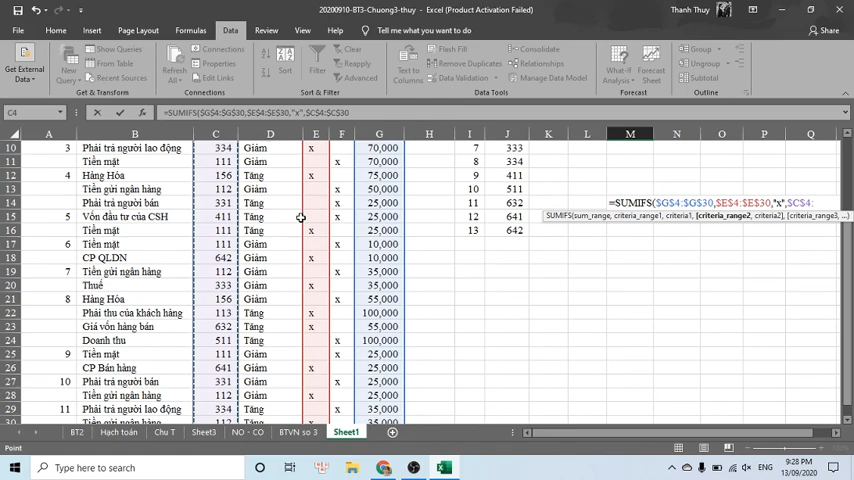 20200910-BT3-Chuong3-thuy - Excel (Product Activation Failed)
Thanh Thuy
File Home Insert Page Layout Formulas Data Review View Help Tell me what you want to do Share
Get External Data
New Query
Show Queries
From Table
Recent Sources
Refresh All
Connections
Properties
Edit Links
Sort
Filter
Clear
Reapply
Advanced
Text to Columns
Flash Fill
Remove Duplicates
Data Validation
Consolidate
Relationships
Manage Data Model
What-If Analysis
Forecast Sheet
Group
Ungroup
Subtotal
Get & Transform Connections Sort & Filter Data Tools Forecast Outline
C4 =SUMIFS($G$4:$G$30,$E$4:$E$30,"x",$C$4:$C$30
A B C D E F G H I J K L M N O P Q
10 3 Phải trả người lao động 334 Giảm x 70,000 7 333
11 Tiền mặt 111 Giảm x 70,000 8 334
12 4 Hàng Hóa 156 Tăng x 75,000 9 411
13 Tiền gửi ngân hàng 112 Giảm x 50,000 10 511
14 Phải trả người bán 331 Tăng x 25,000 11 632 =SUMIFS($G$4:$G$30,$E$4:$E$30,"x",$C$4:
15 5 Vốn đầu tư của CSH 411 Tăng x 25,000 12 641 SUMIFS(sum_range, criteria_range1, criteria1, [criteria_range2, criteria2], [criteria_range3, ...)
16 Tiền mặt 111 Tăng x 25,000 13 642
17 6 Tiền mặt 111 Giảm x 10,000
18 CP QLDN 642 Giảm x 10,000
19 7 Tiền gửi ngân hàng 112 Giảm x 35,000
20 Thuế 333 Giảm x 35,000
21 8 Hàng Hóa 156 Giảm x 55,000
22 Phải thu của khách hàng 113 Tăng x 100,000
23 Giá vốn hàng bán 632 Tăng x 55,000
24 Doanh thu 511 Tăng x 100,000
25 9 Tiền mặt 111 Giảm x 25,000
26 CP Bán hàng 641 Giảm x 25,000
27 10 Phải trả người bán 331 Tăng x 25,000
28 Tiền gửi ngân hàng 112 Giảm x 25,000
29 11 Phải trả người lao động 334 Tăng x 35,000
BT2 Hạch toán Chu T Sheet3 NO - CO BTVN so 3 Sheet1
Point 100%
Type here to search
ENG
9:28 PM
13/09/2020